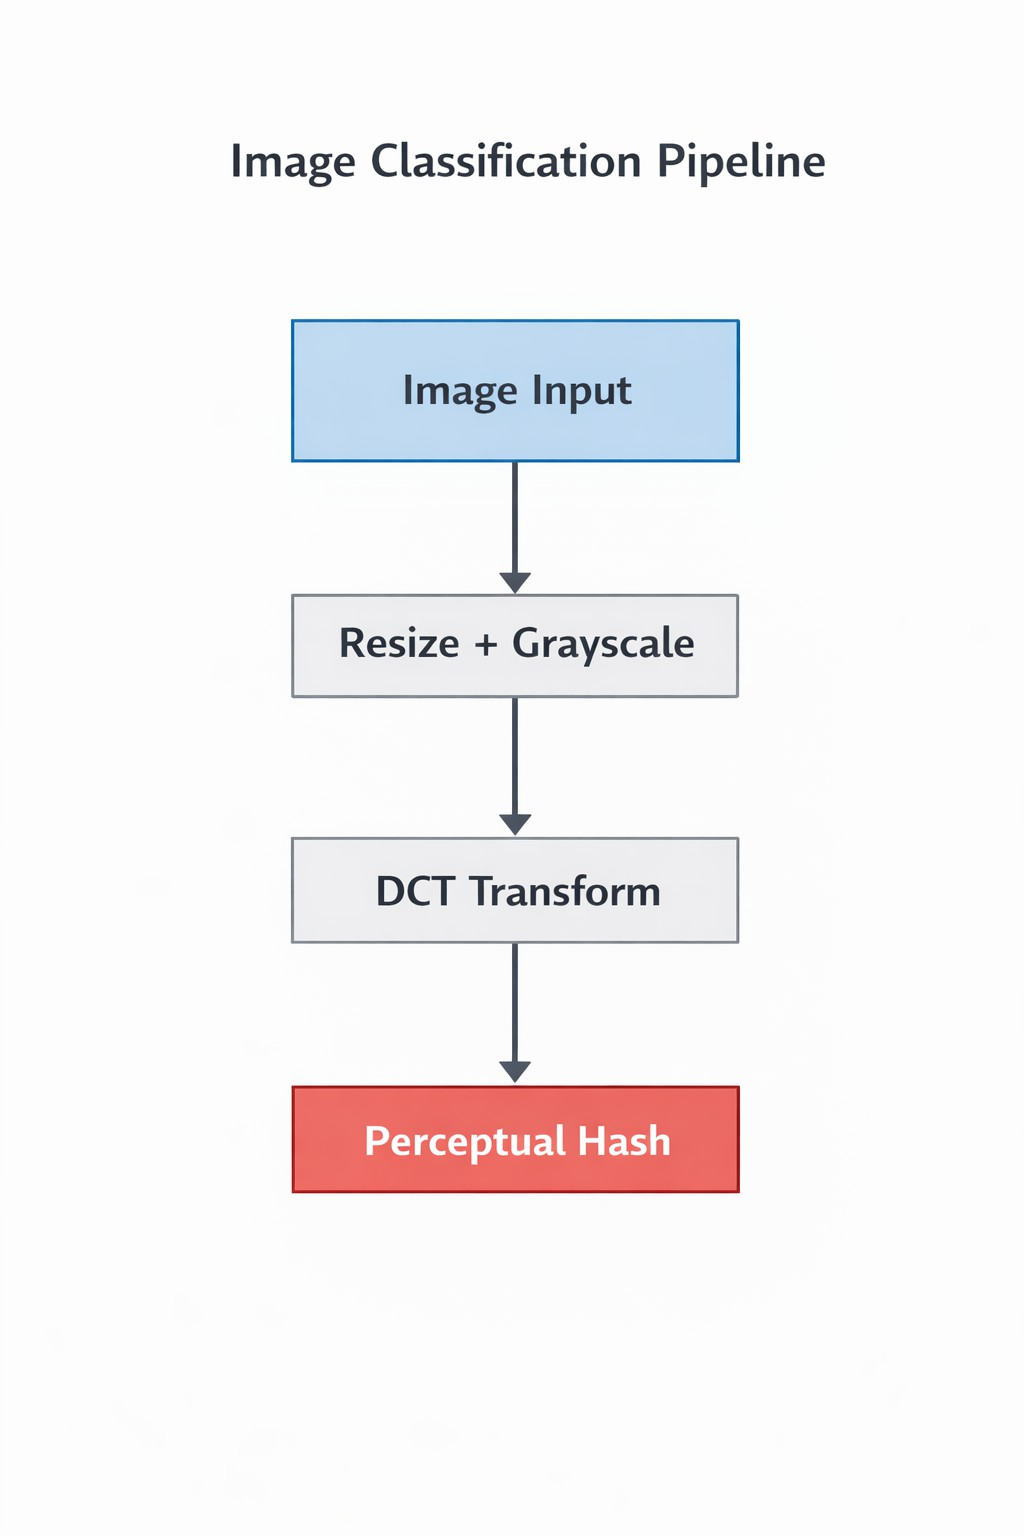 Image Classification Pipeline
Image Input
Resize + Grayscale
DCT Transform
Perceptual Hash